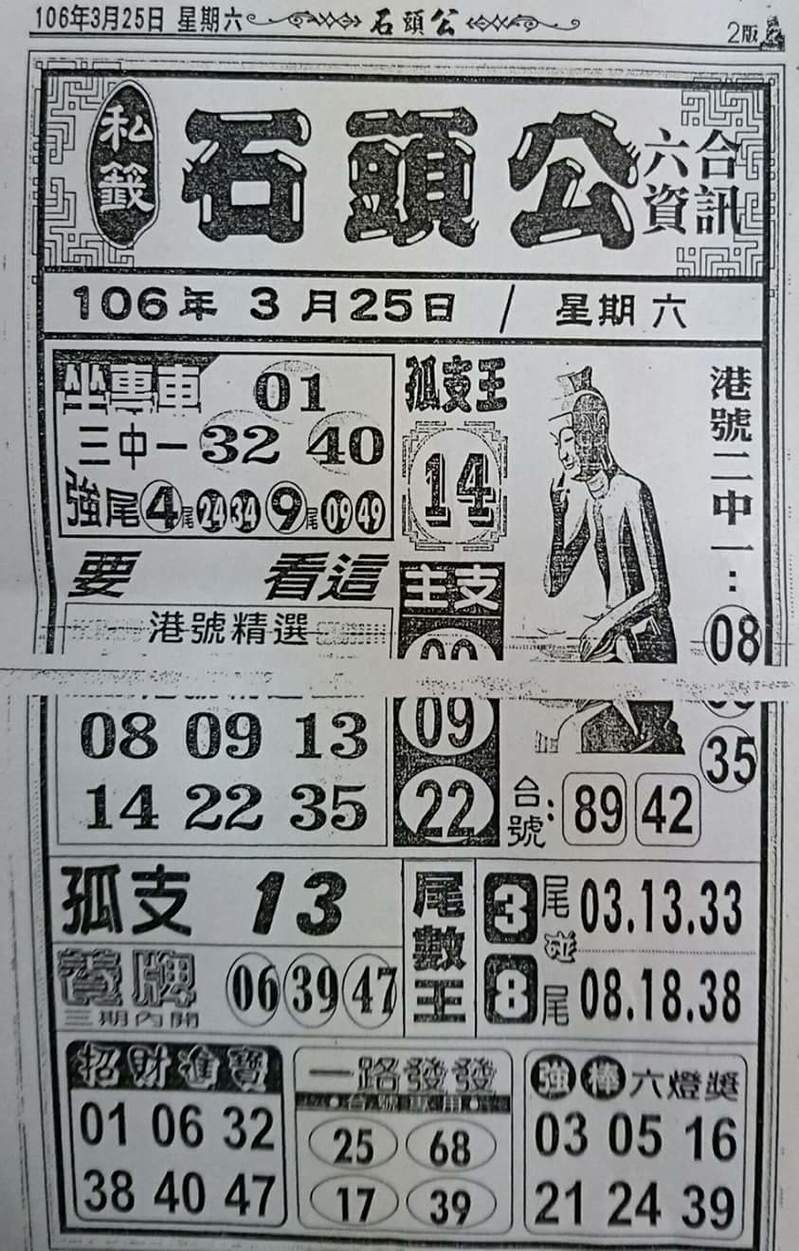 106年3月25日 星期六
石頭公
2版
私籤
石頭公
六合
資訊
106年 3月25日 / 星期六
坐專車
01
三中一 32 40
強尾 4尾 24 34 9尾 09 49
孤支王
14
港號二中一:
08
35
要 看這
港號精選
08 09 13
14 22 35
主支
09
22
台號: 89 42
孤支 13
養牌
三期內開
06 39 47
尾數王
3尾 03.13.33
碰
8尾 08.18.38
招財進寶
01 06 32
38 40 47
一路發發
25 68
17 39
強棒六燈獎
03 05 16
21 24 39